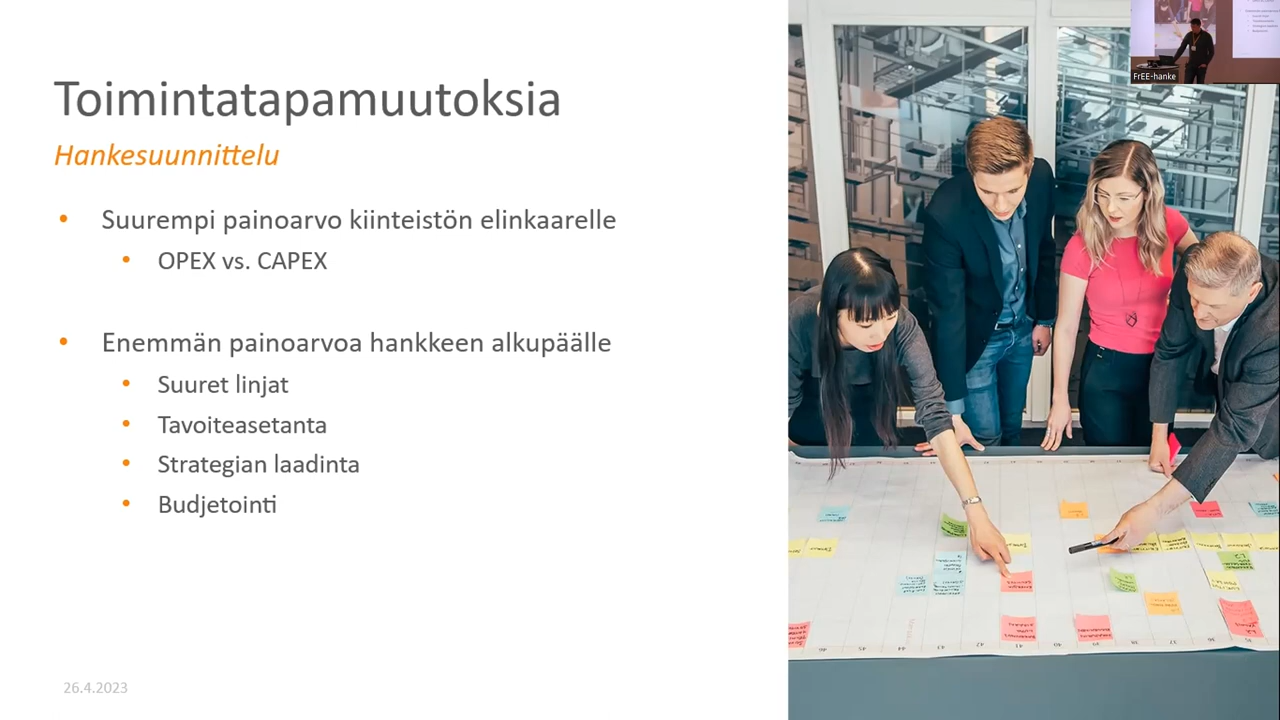 Toimintatapamuutoksia
Hankesuunnittelu
• Suurempi painoarvo kiinteistön elinkaarelle
• OPEX vs. CAPEX
• Enemmän painoarvoa hankkeen alkupäälle
• Suuret linjat
• Tavoiteasetanta
• Strategian laadinta
• Budjetointi
26.4.2023
FrEE-hanke